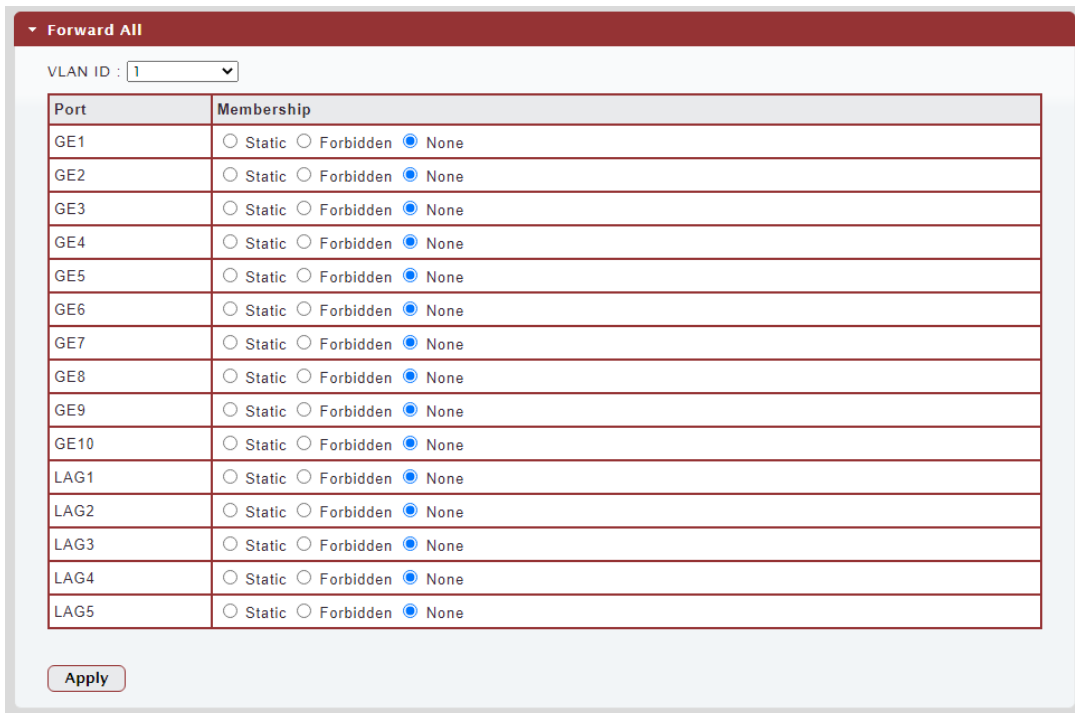 Forward All
VLAN ID : 1
Port Membership
GE1 Static Forbidden None
GE2 Static Forbidden None
GE3 Static Forbidden None
GE4 Static Forbidden None
GE5 Static Forbidden None
GE6 Static Forbidden None
GE7 Static Forbidden None
GE8 Static Forbidden None
GE9 Static Forbidden None
GE10 Static Forbidden None
LAG1 Static Forbidden None
LAG2 Static Forbidden None
LAG3 Static Forbidden None
LAG4 Static Forbidden None
LAG5 Static Forbidden None
Apply